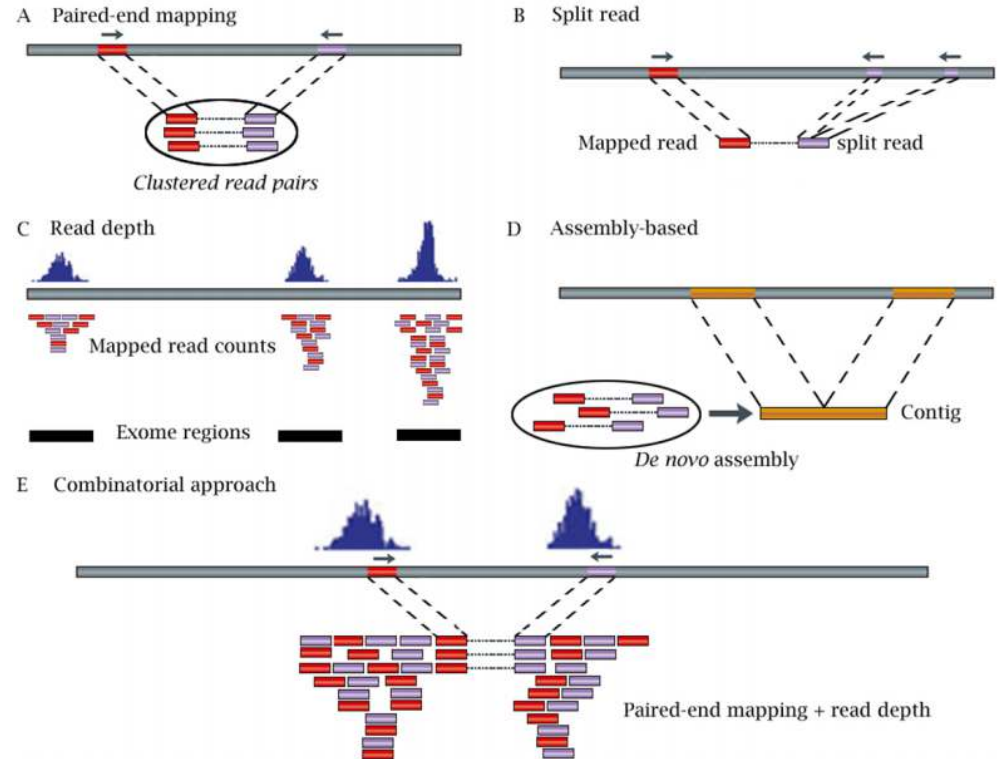 A Paired-end mapping
Clustered read pairs
B Split read
Mapped read
split read
C Read depth
Mapped read counts
Exome regions
D Assembly-based
Contig
De novo assembly
E Combinatorial approach
Paired-end mapping + read depth